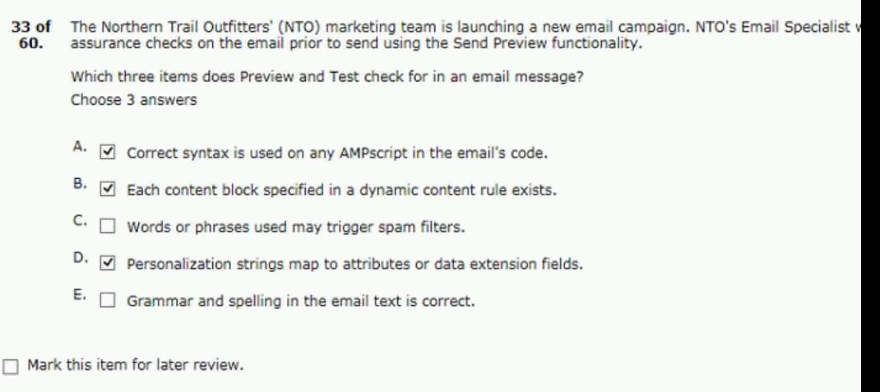 33 of The Northern Trail Outfitters' (NTO) marketing team is launching a new email campaign. NTO's Email Specialist
60. assurance checks on the email prior to send using the Send Preview functionality.
Which three items does Preview and Test check for in an email message?
Choose 3 answers
A. Correct syntax is used on any AMPscript in the email's code.
B. Each content block specified in a dynamic content rule exists.
C. Words or phrases used may trigger spam filters.
D. Personalization strings map to attributes or data extension fields.
E. Grammar and spelling in the email text is correct.
Mark this item for later review.